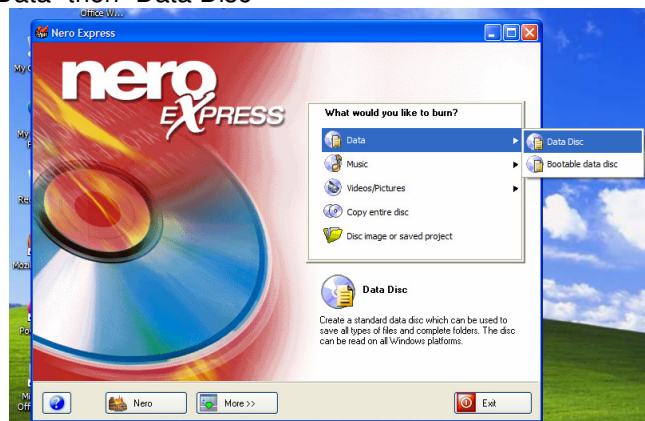 Data" then "Data Disc"
Office W...
Nero Express
nero
EXPRESS
What would you like to burn?
Data
Data Disc
Music
Bootable data disc
Videos/Pictures
Copy entire disc
Disc image or saved project
Data Disc
Create a standard data disc which can be used to
save all types of files and complete folders. The disc
can be read on all Windows platforms.
Nero
More >>
Exit